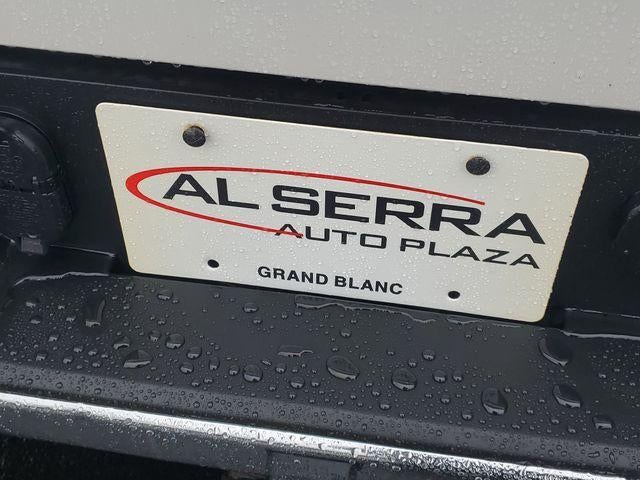 AL SERRA
AUTO PLAZA
GRAND BLANC